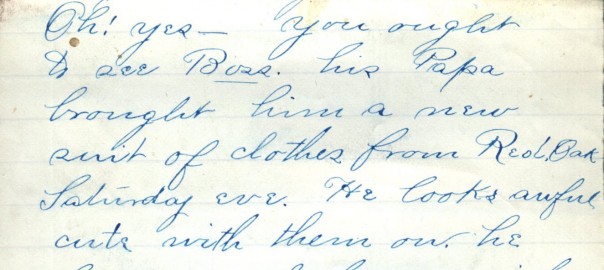 Oh! yes — you ought
to see Boss. his Papa
brought him a new
suit of clothes from Red Oak
Saturday eve. He looks awful
cute with them on. he